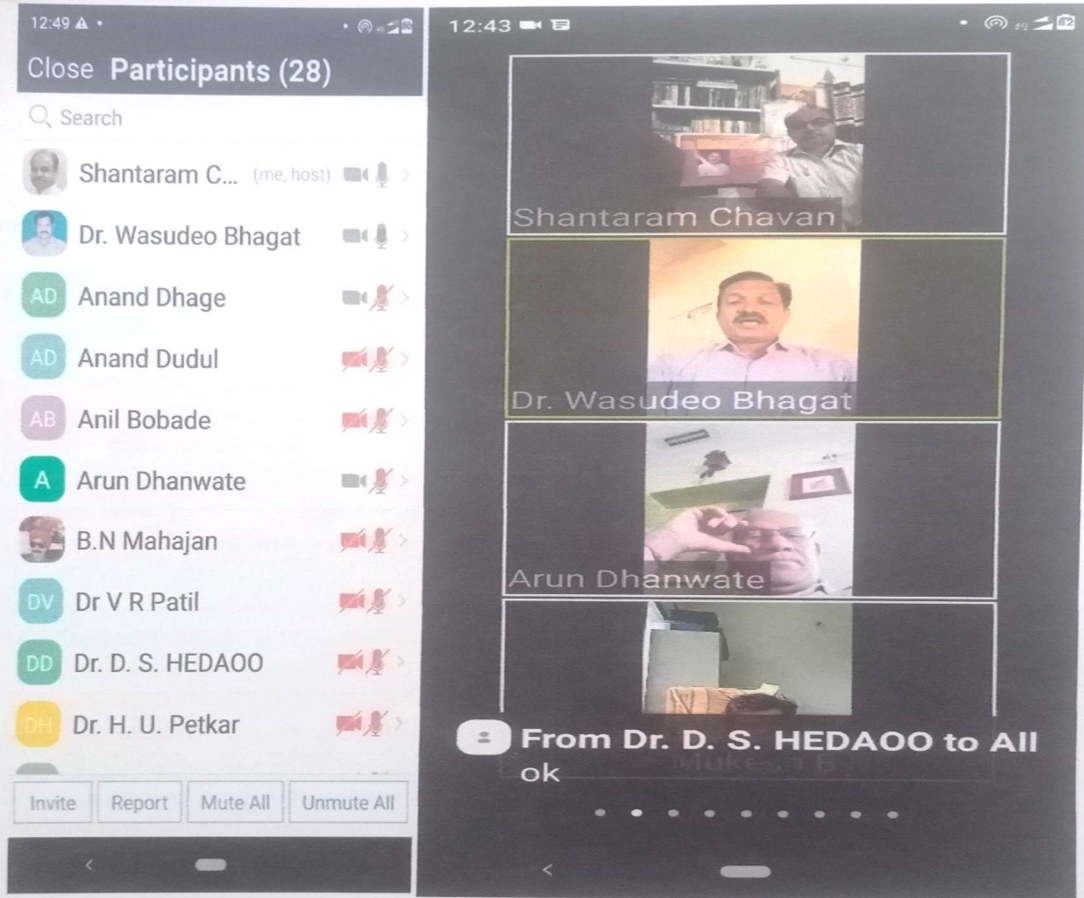 12:49
Close Participants (28)
Search
Shantaram C... (me, host)
Dr. Wasudeo Bhagat
AD Anand Dhage
AD Anand Dudul
AB Anil Bobade
A Arun Dhanwate
B.N Mahajan
DV Dr V R Patil
DD Dr. D. S. HEDAOO
DH Dr. H. U. Petkar
Invite Report Mute All Unmute All
12:43
Shantaram Chavan
Dr. Wasudeo Bhagat
Arun Dhanwate
From Dr. D. S. HEDAOO to All
ok
Mukesh B